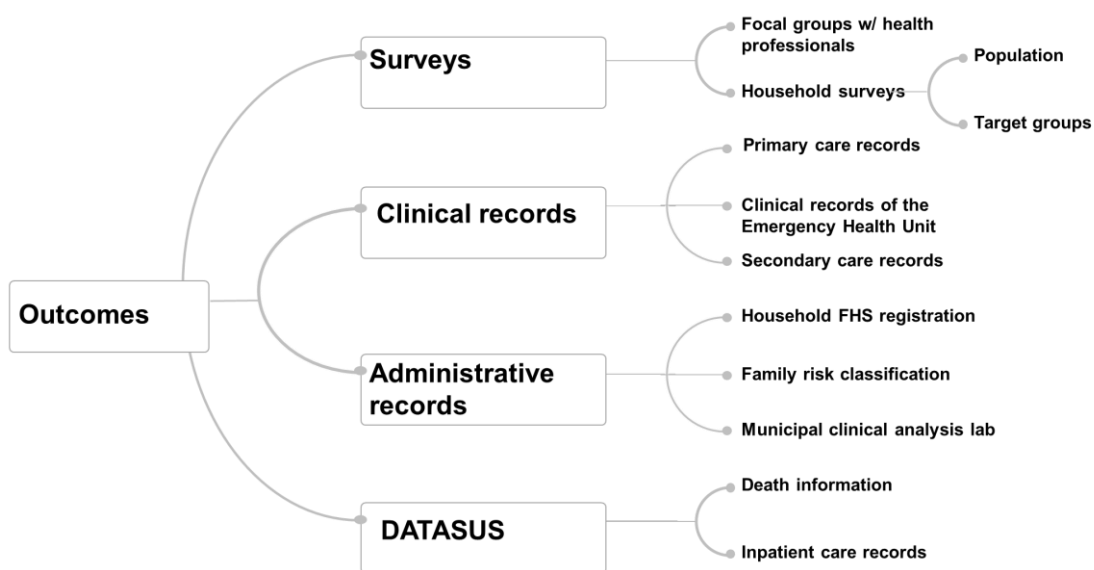 Outcomes
Surveys
Focal groups w/ health
professionals
Household surveys
Population
Target groups
Clinical records
Primary care records
Clinical records of the
Emergency Health Unit
Secondary care records
Administrative
records
Household FHS registration
Family risk classification
Municipal clinical analysis lab
DATASUS
Death information
Inpatient care records